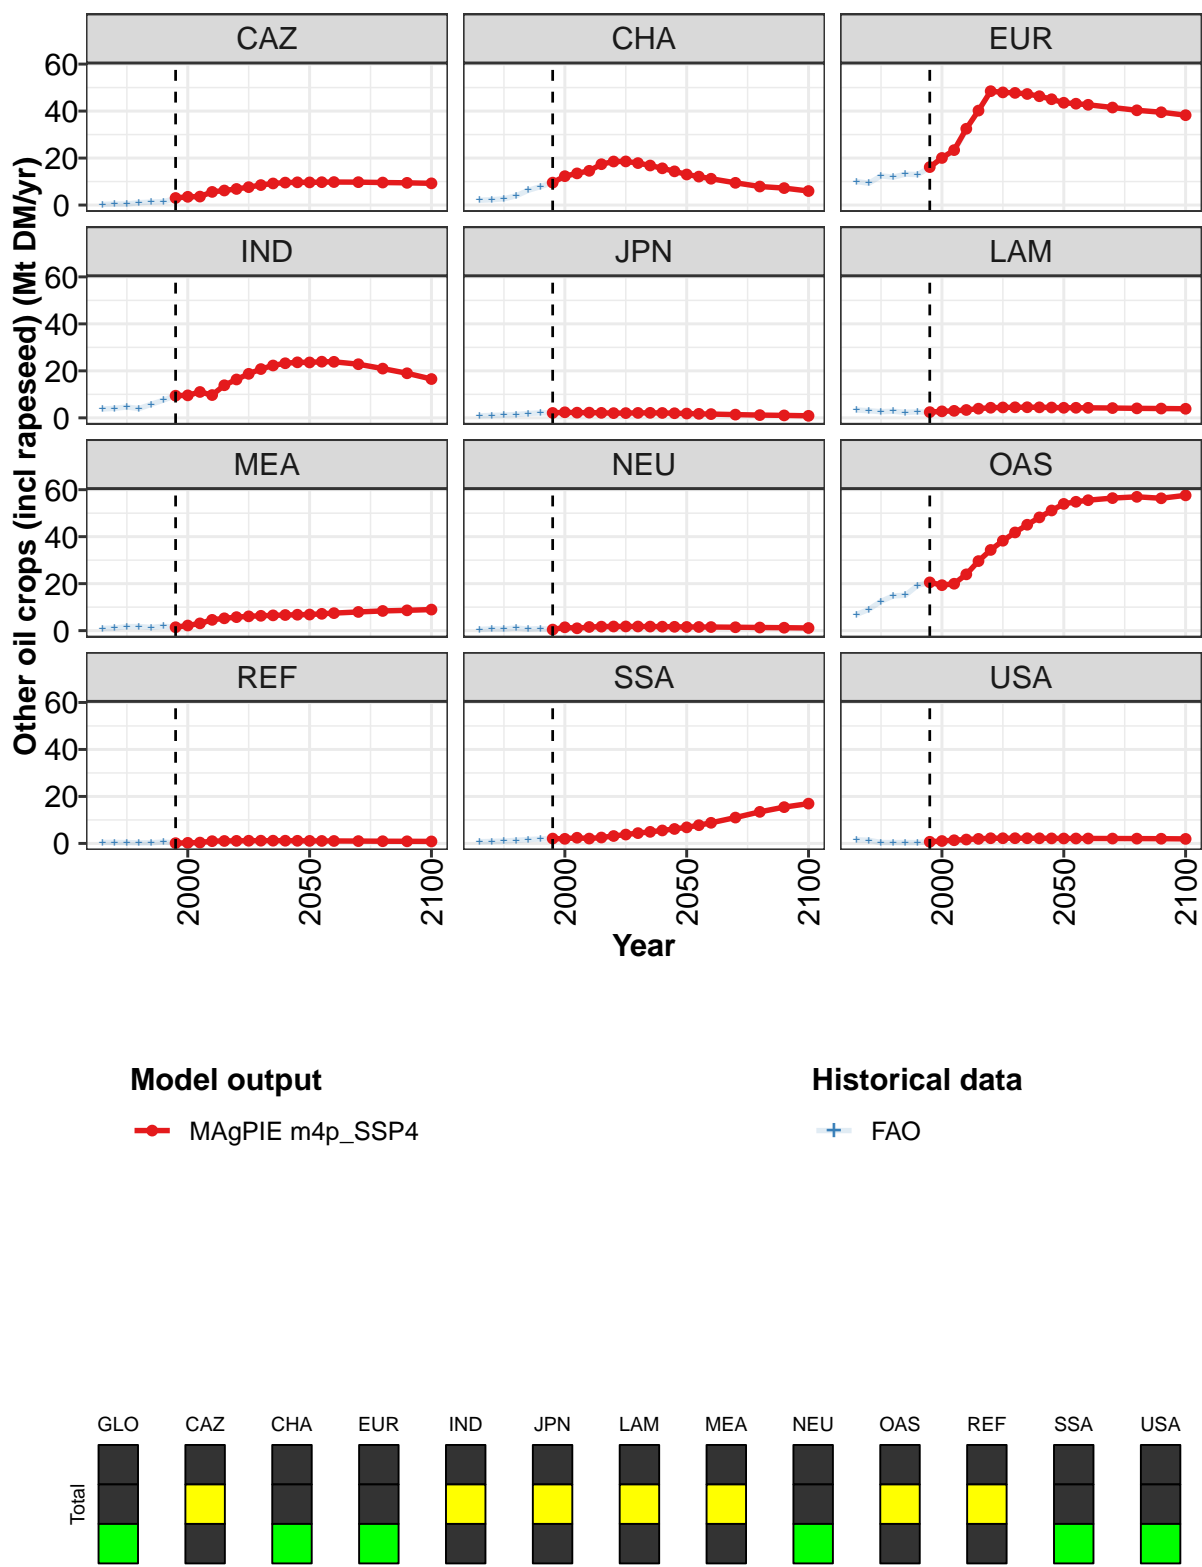 CAZ CHA EUR
60
40
20
0
IND JPN LAM
60
40
20
0
MEA NEU OAS
60
40
20
0
REF SSA USA
60
40
20
0
Other oil crops (incl rapeseed) (Mt DM/yr)
2000 2050 2100 2000 2050 2100 2000 2050 2100
Year
Model output
MAgPIE m4p_SSP4
Historical data
FAO
GLO CAZ CHA EUR IND JPN LAM MEA NEU OAS REF SSA USA
Total